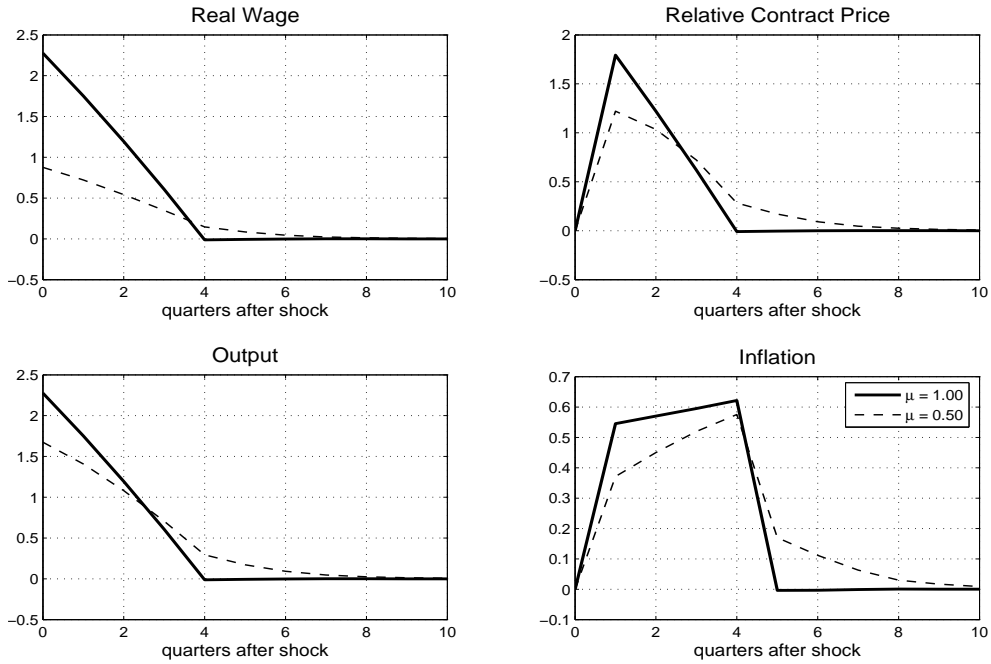 Real Wage
2.5
2
1.5
1
0.5
0
−0.5
0 2 4 6 8 10
quarters after shock
Relative Contract Price
2
1.5
1
0.5
0
−0.5
0 2 4 6 8 10
quarters after shock
Output
2.5
2
1.5
1
0.5
0
−0.5
0 2 4 6 8 10
quarters after shock
Inflation
0.7
0.6
0.5
0.4
0.3
0.2
0.1
0
−0.1
0 2 4 6 8 10
quarters after shock
μ = 1.00
μ = 0.50